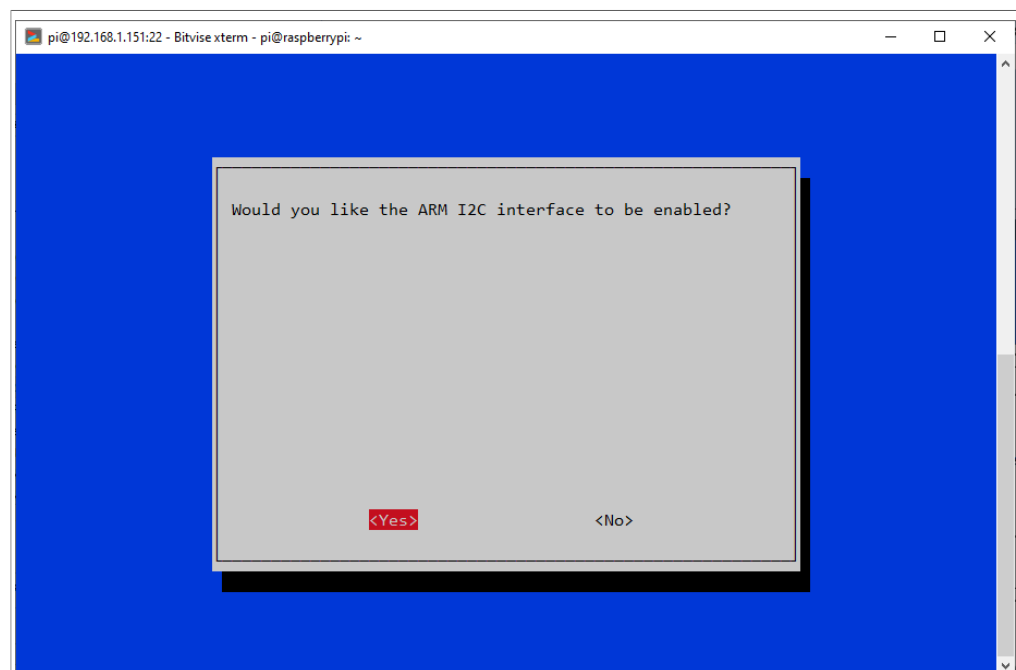 pi@192.168.1.151:22 - Bitvise xterm - pi@raspberrypi: ~
Would you like the ARM I2C interface to be enabled?
<Yes> <No>